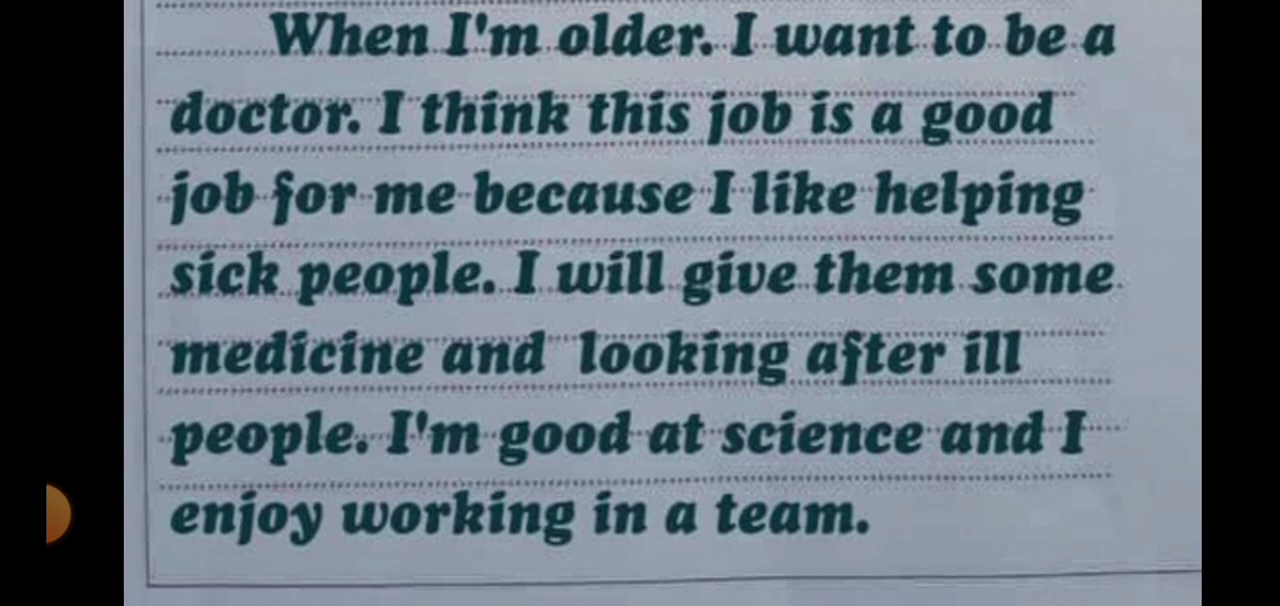 When I'm older. I want to be a
doctor. I think this job is a good
job for me because I like helping
sick people. I will give them some
medicine and  looking after ill
people. I'm good at science and I
enjoy working in a team.